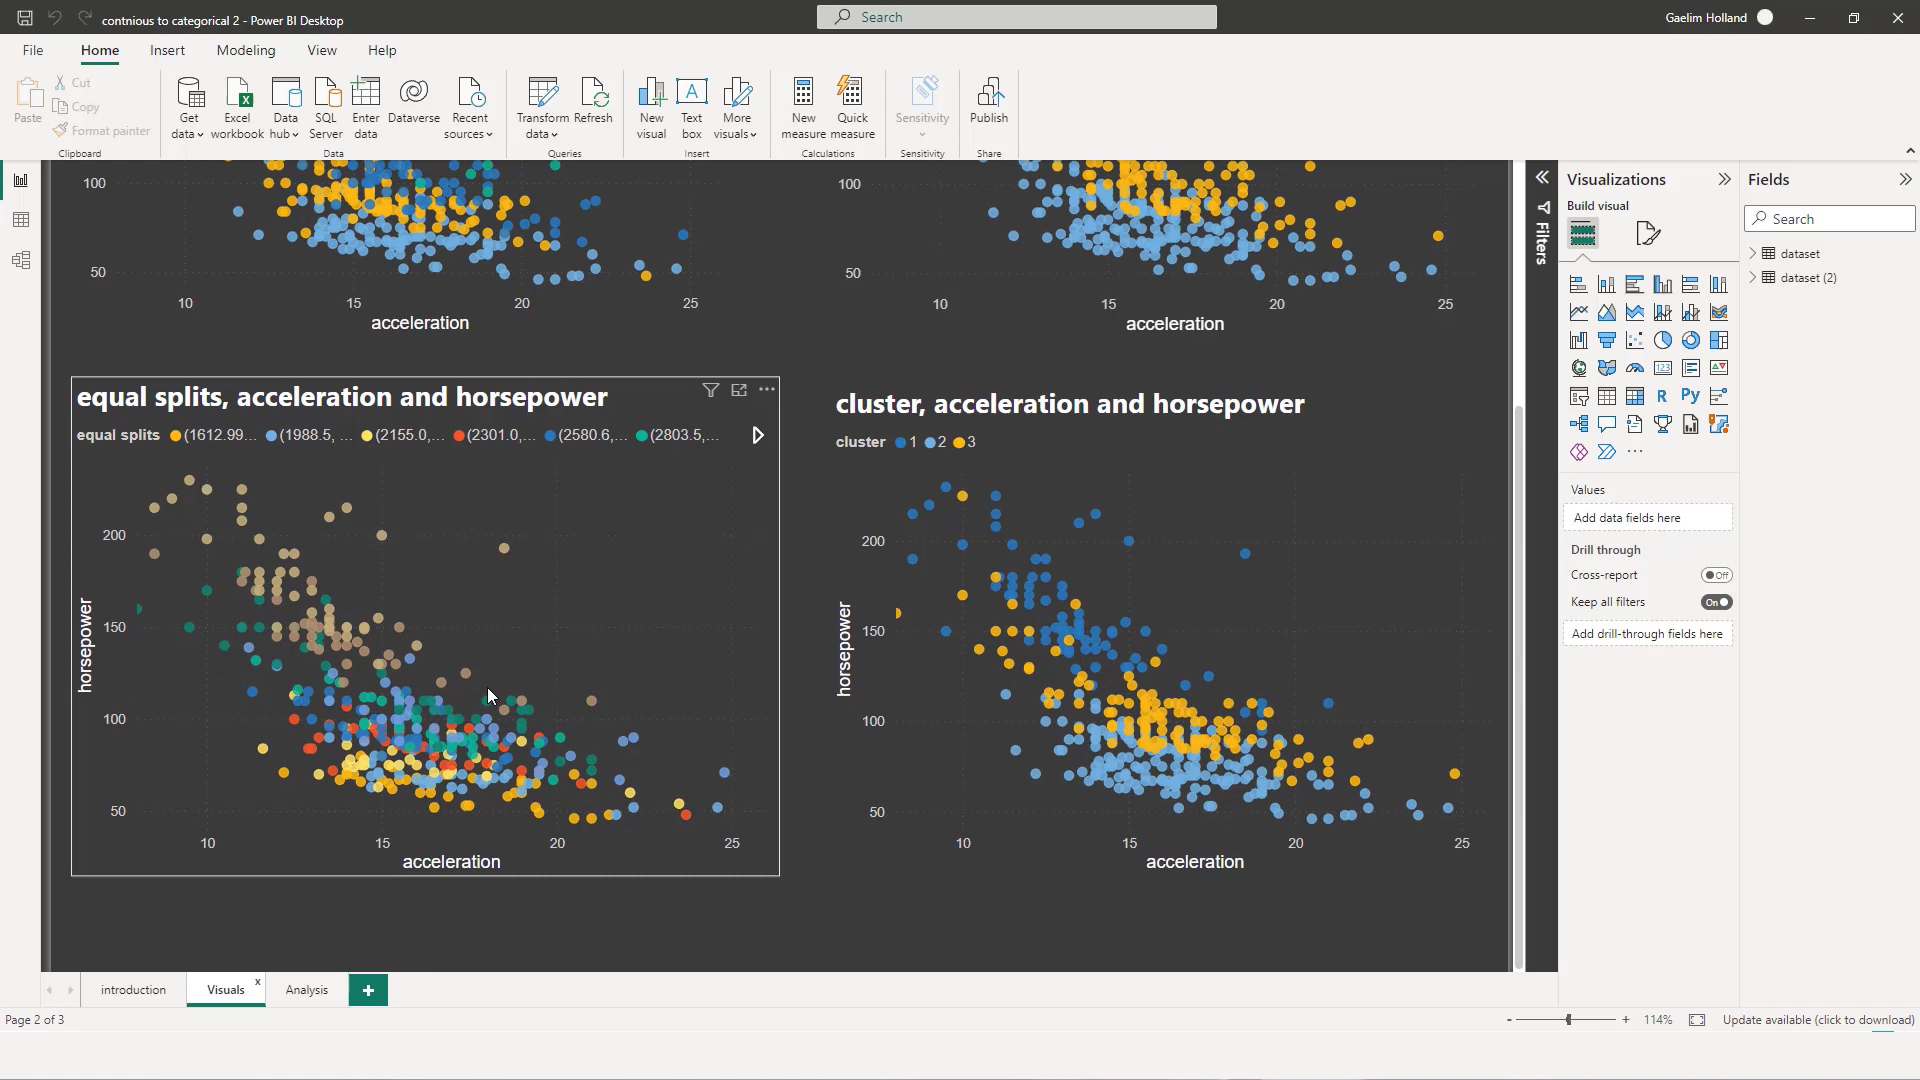 contnious to categorical 2 - Power BI Desktop
Search
Gaelim Holland
File
Home
Insert
Modeling
View
Help
Paste
Cut
Copy
Format painter
Clipboard
Get data
Excel workbook
Data hub
SQL Server
Enter data
Dataverse
Recent sources
Data
Transform data
Refresh
Queries
New visual
Text box
More visuals
Insert
New measure
Quick measure
Calculations
Sensitivity
Sensitivity
Publish
Share
100
50
10 15 20 25
acceleration
100
50
10 15 20 25
acceleration
equal splits, acceleration and horsepower
equal splits (1612.99... (1988.5, ... (2155.0,... (2301.0,... (2580.6,... (2803.5,...
200
150
100
50
horsepower
10 15 20 25
acceleration
cluster, acceleration and horsepower
cluster 1 2 3
200
150
100
50
horsepower
10 15 20 25
acceleration
Filters
Visualizations
Build visual
123
R
Py
Values
Add data fields here
Drill through
Cross-report
Off
Keep all filters
On
Add drill-through fields here
Fields
Search
dataset
dataset (2)
introduction
Visuals
x
Analysis
+
Page 2 of 3
- + 114%
Update available (click to download)